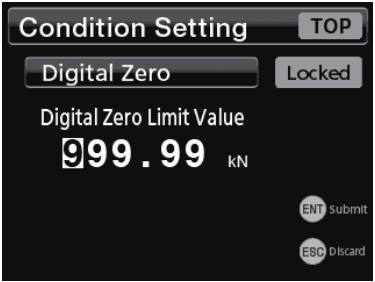 Condition Setting TOP
Digital Zero Locked
Digital Zero Limit Value
999.99 kN
ENT Submit
ESC Discard